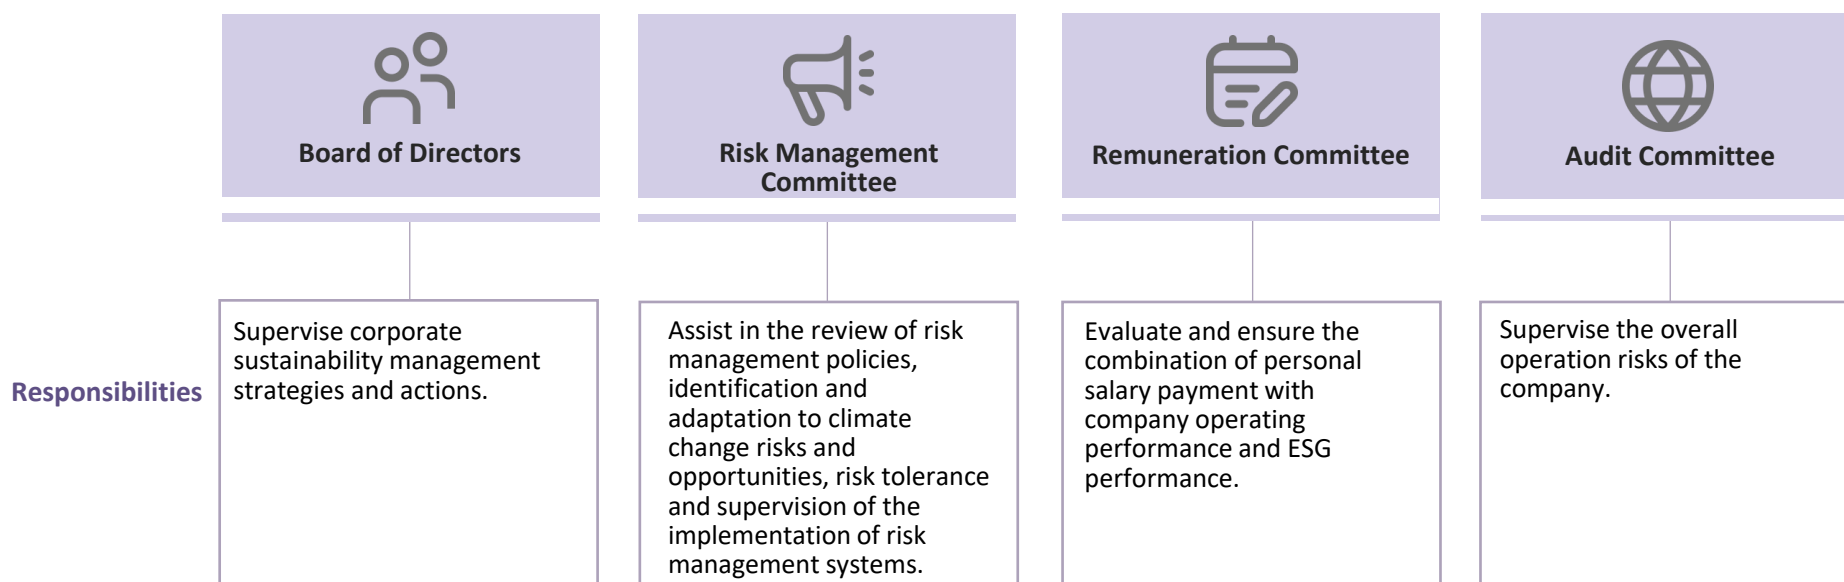 Board of Directors
Risk Management
Committee
Remuneration Committee
Audit Committee
Responsibilities
Supervise corporate
sustainability management
strategies and actions.
Assist in the review of risk
management policies,
identification and
adaptation to climate
change risks and
opportunities, risk tolerance
and supervision of the
implementation of risk
management systems.
Evaluate and ensure the
combination of personal
salary payment with
company operating
performance and ESG
performance.
Supervise the overall
operation risks of the
company.